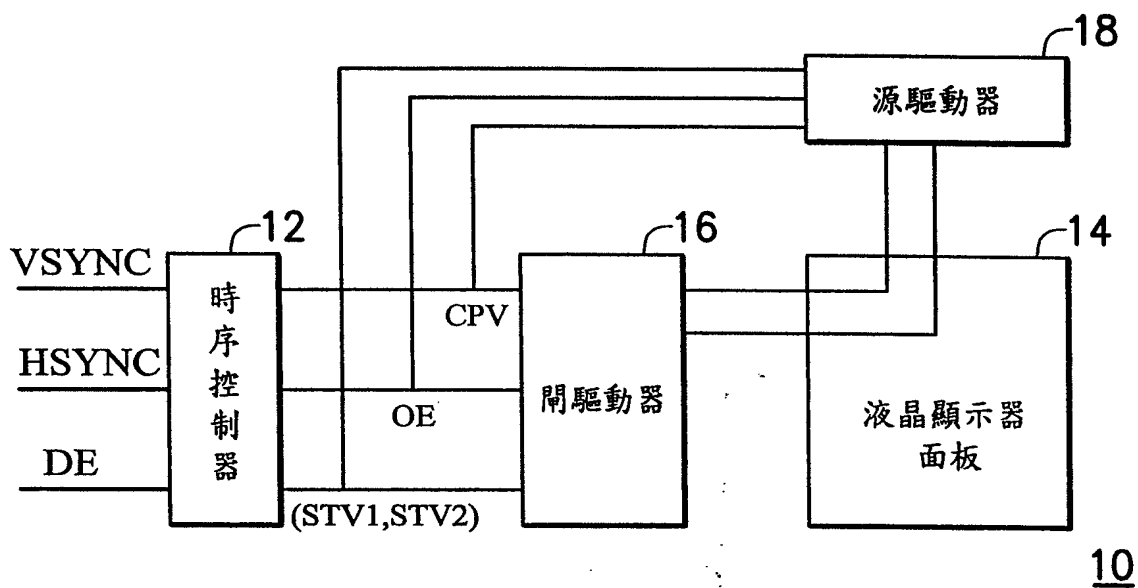 18
源驅動器
12
16
14
VSYNC
HSYNC
DE
時序控制器
CPV
OE
(STV1,STV2)
閘驅動器
液晶顯示器
面板
10